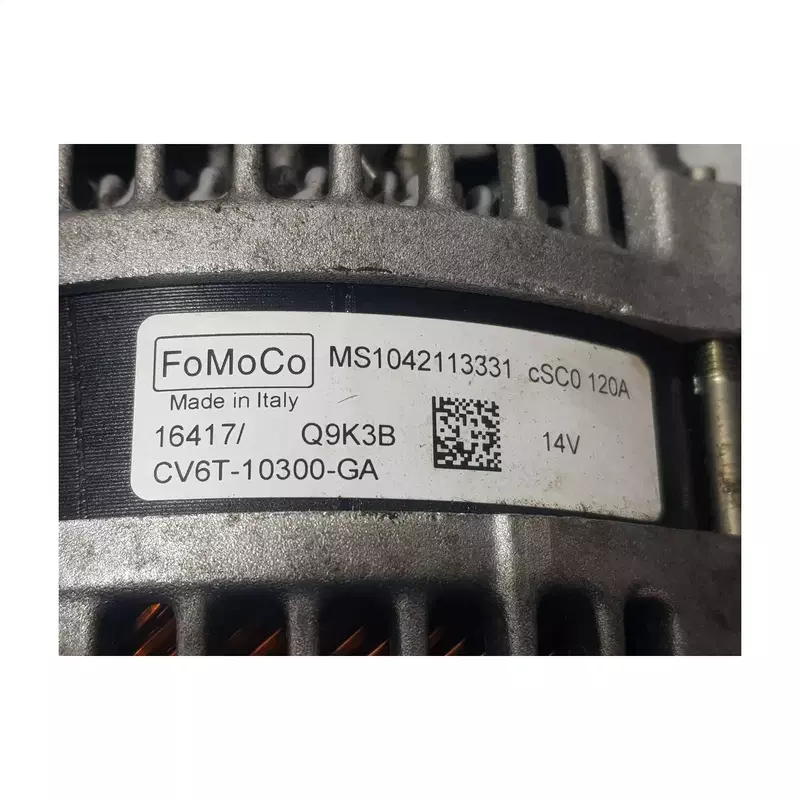 FoMoCo MS1042113331 cSC0 120A
Made in Italy
16417/ Q9K3B 14V
CV6T-10300-GA